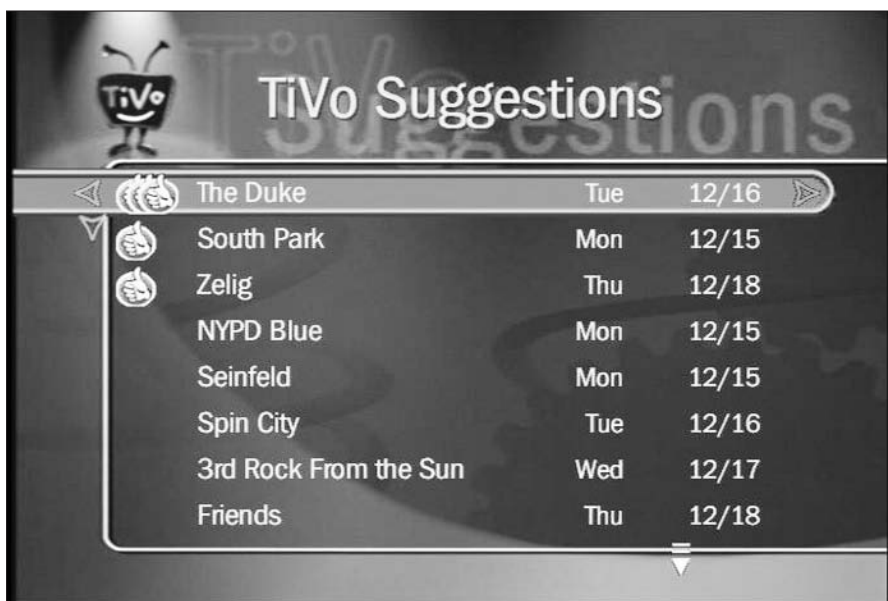 TiVo Suggestions
TiVo
TiVo Suggestions
The Duke Tue 12/16
South Park Mon 12/15
Zelig Thu 12/18
NYPD Blue Mon 12/15
Seinfeld Mon 12/15
Spin City Tue 12/16
3rd Rock From the Sun Wed 12/17
Friends Thu 12/18